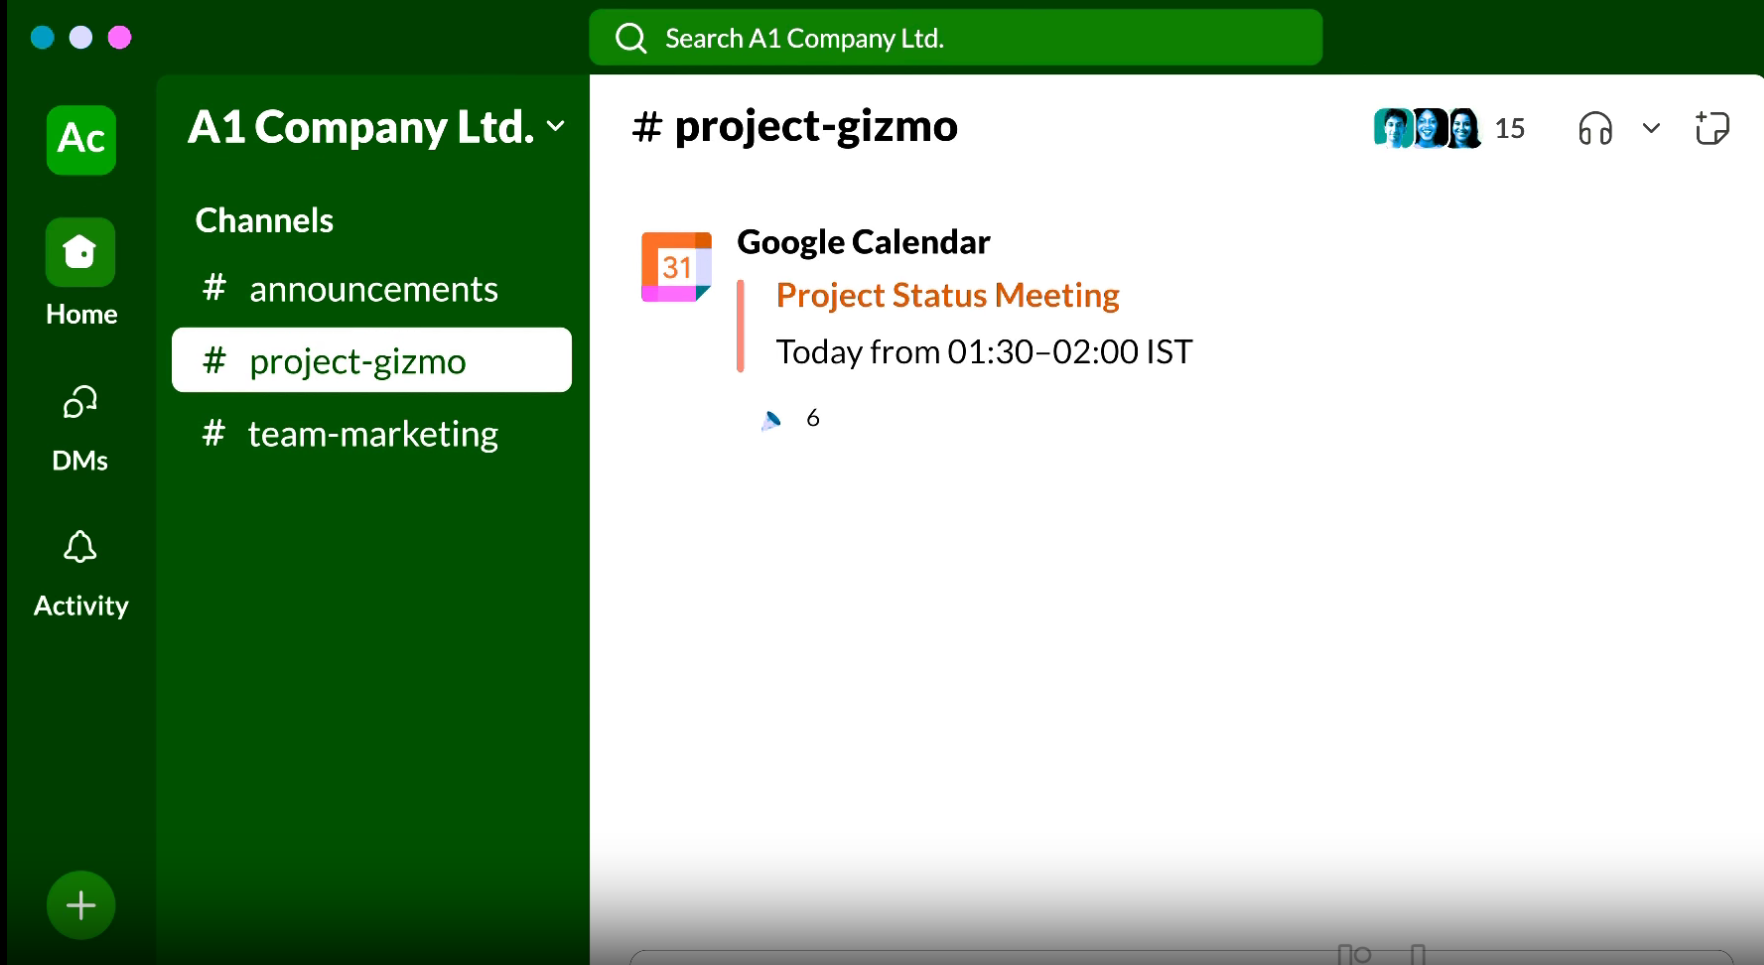 Search A1 Company Ltd.
Ac
Home
DMs
Activity
A1 Company Ltd.
Channels
# announcements
# project-gizmo
# team-marketing
# project-gizmo
15
31
Google Calendar
Project Status Meeting
Today from 01:30–02:00 IST
6